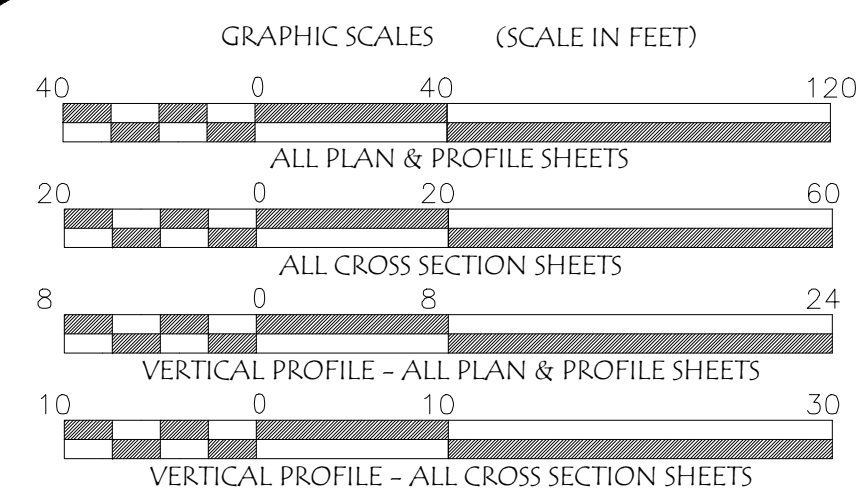 GRAPHIC SCALES (SCALE IN FEET)
40 0 40 120
ALL PLAN & PROFILE SHEETS
20 0 20 60
ALL CROSS SECTION SHEETS
8 0 8 24
VERTICAL PROFILE - ALL PLAN & PROFILE SHEETS
10 0 10 30
VERTICAL PROFILE - ALL CROSS SECTION SHEETS